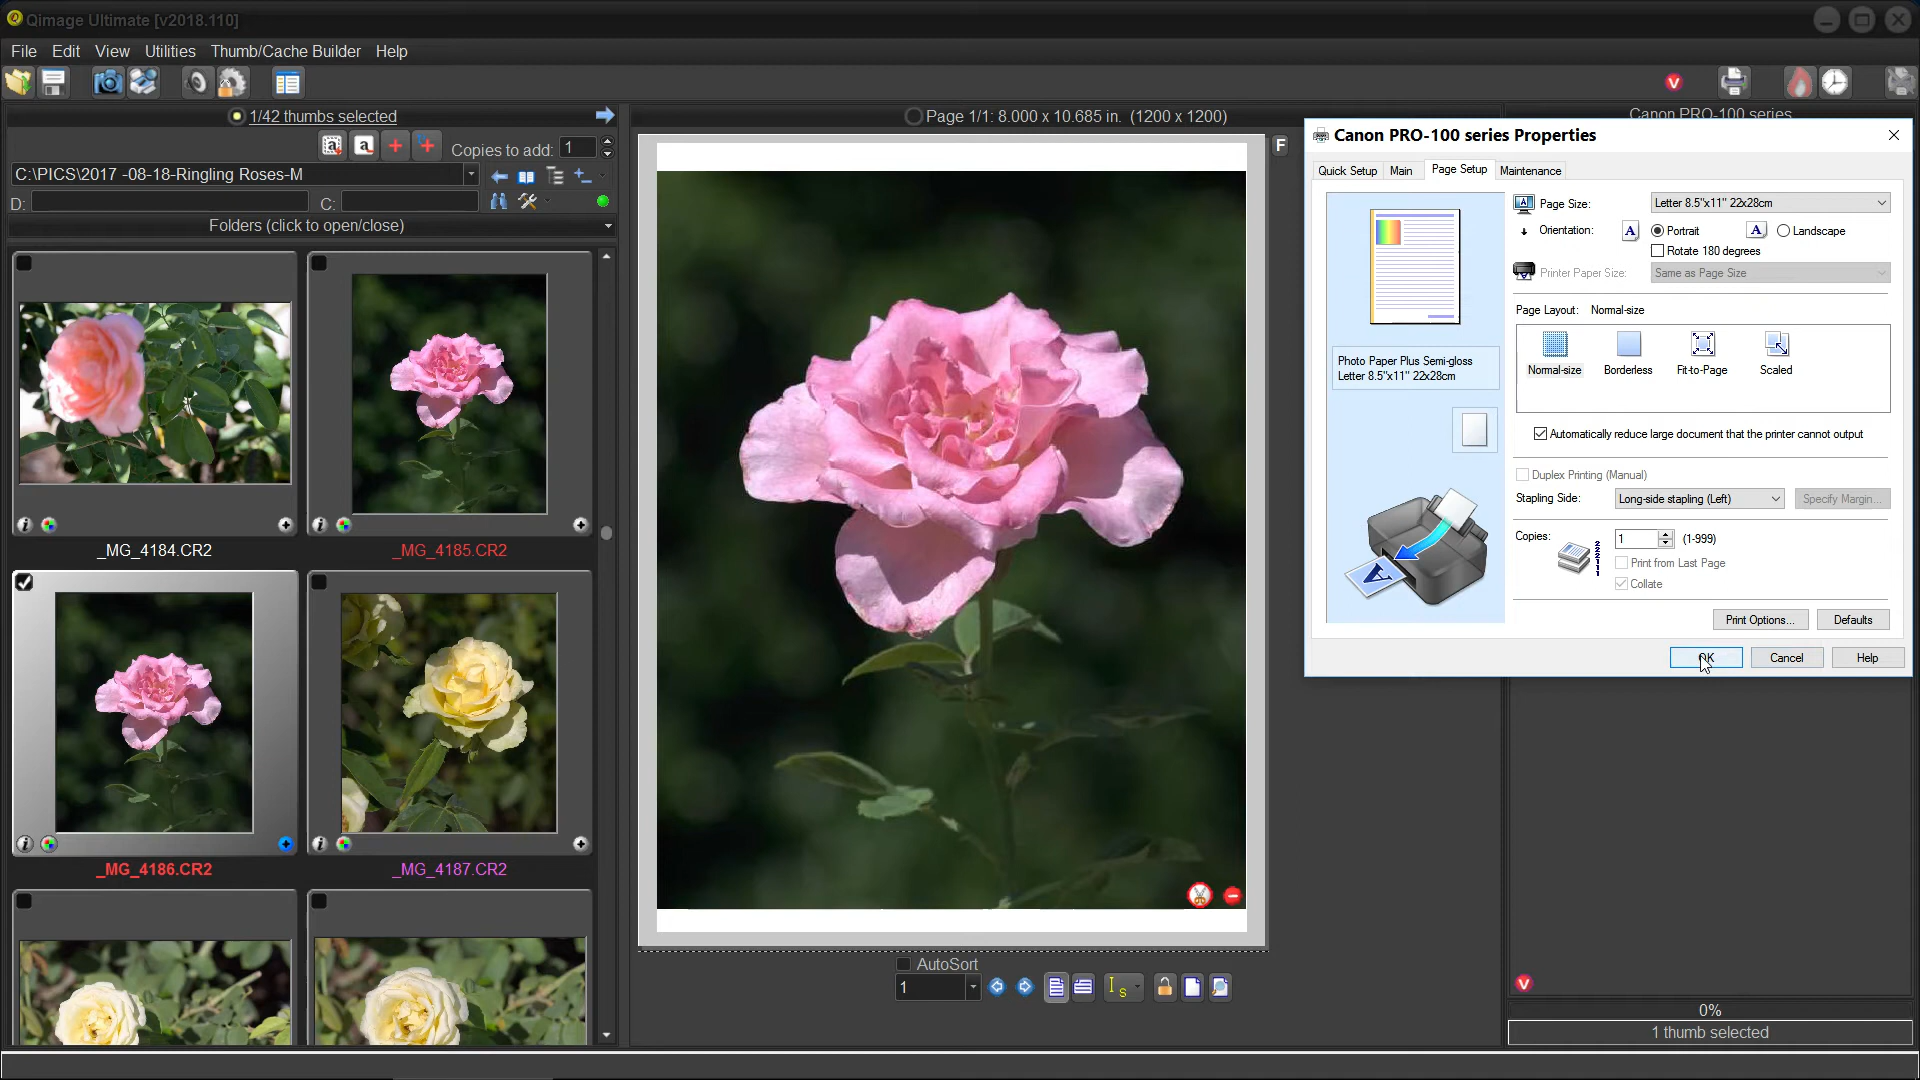 Qimage Ultimate [v2018.110]
File Edit View Utilities Thumb/Cache Builder Help
1/42 thumbs selected
Copies to add: 1
C:\PICS\2017 -08-18-Ringling Roses-M
D: C:
Folders (click to open/close)
_MG_4184.CR2
_MG_4185.CR2
_MG_4186.CR2
_MG_4187.CR2
Page 1/1: 8.000 x 10.685 in. (1200 x 1200)
F
AutoSort
1
Canon PRO-100 series
Canon PRO-100 series Properties
Quick Setup Main Page Setup Maintenance
Photo Paper Plus Semi-gloss
Letter 8.5"x11" 22x28cm
Page Size: Letter 8.5"x11" 22x28cm
Orientation: A Portrait A Landscape
Rotate 180 degrees
Printer Paper Size: Same as Page Size
Page Layout: Normal-size
Normal-size Borderless Fit-to-Page Scaled
Automatically reduce large document that the printer cannot output
Duplex Printing (Manual)
Stapling Side: Long-side stapling (Left) Specify Margin...
Copies: 1 (1-999)
Print from Last Page
Collate
Print Options... Defaults
OK Cancel Help
0%
1 thumb selected